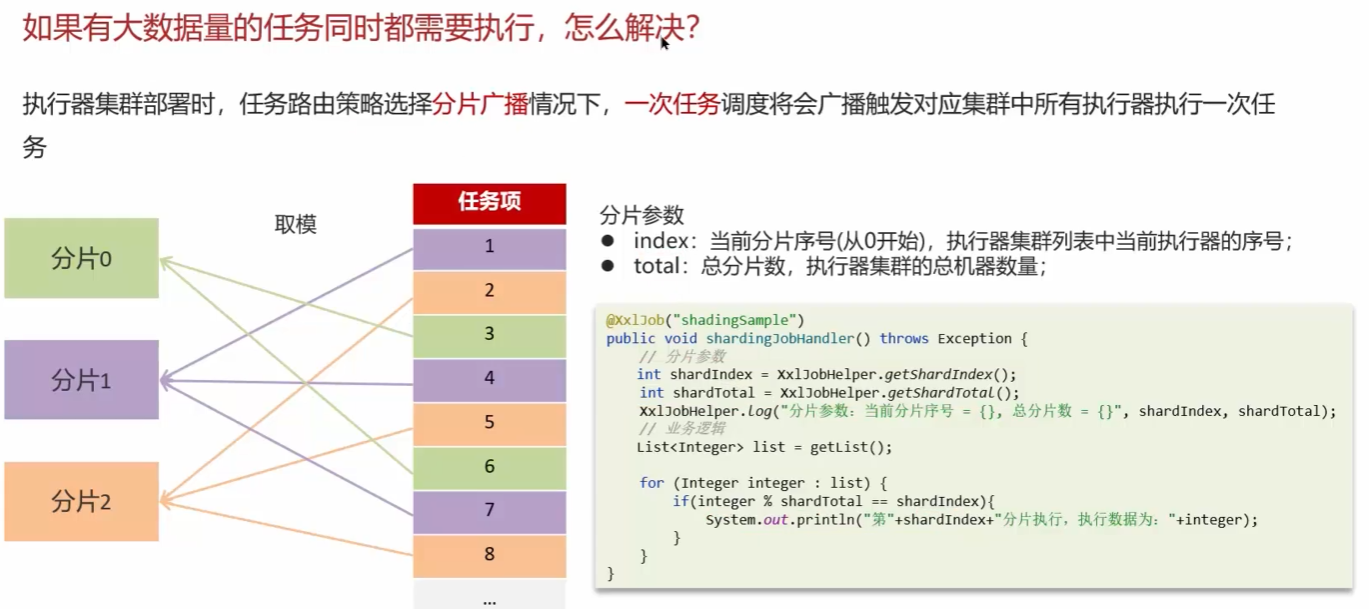 如果有大数据量的任务同时都需要执行，怎么解决？
执行器集群部署时，任务路由策略选择分片广播情况下，一次任务调度将会广播触发对应集群中所有执行器执行一次任
务
分片0
分片1
分片2
取模
任务项
1
2
3
4
5
6
7
8
...
分片参数
● index：当前分片序号(从0开始)，执行器集群列表中当前执行器的序号；
● total：总分片数，执行器集群的总机器数量；
@XxlJob("shadingSample")
public void shardingJobHandler() throws Exception {
// 分片参数
int shardIndex = XxlJobHelper.getShardIndex();
int shardTotal = XxlJobHelper.getShardTotal();
XxlJobHelper.log("分片参数：当前分片序号 = {}, 总分片数 = {}", shardIndex, shardTotal);
// 业务逻辑
List<Integer> list = getList();
for (Integer integer : list) {
if(integer % shardTotal == shardIndex){
System.out.println("第"+shardIndex+"分片执行，执行数据为："+integer);
}
}
}